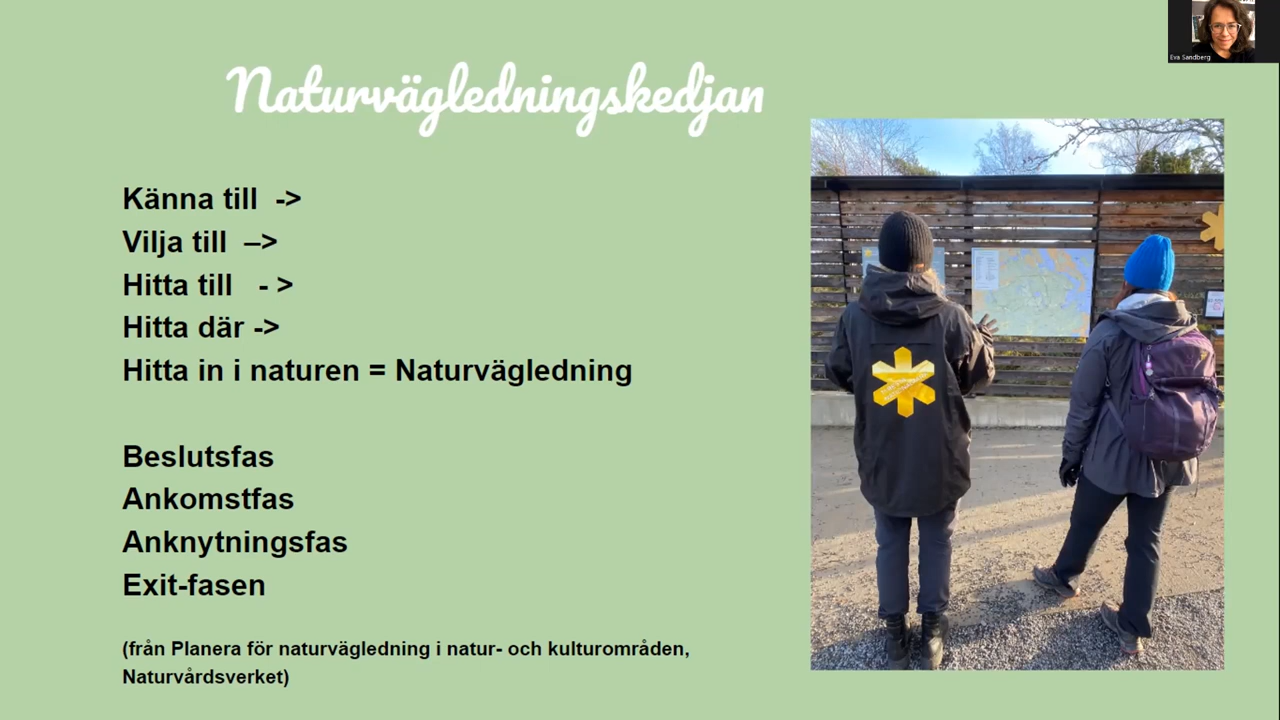 Eva Sandberg
Naturvägledningskedjan
Känna till ->
Vilja till –>
Hitta till - >
Hitta där ->
Hitta in i naturen = Naturvägledning
Beslutsfas
Ankomstfas
Anknytningsfas
Exit-fasen
(från Planera för naturvägledning i natur- och kulturområden,
Naturvårdsverket)